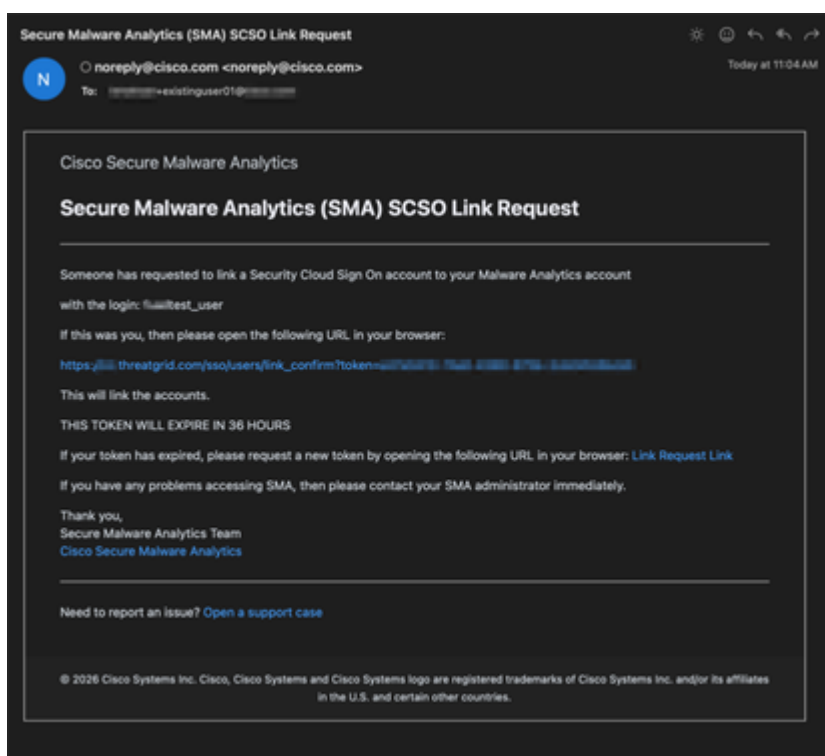 Secure Malware Analytics (SMA) SCSO Link Request
N
noreply@cisco.com <noreply@cisco.com>
Today at 11:04 AM
To: +existinguser01@
Cisco Secure Malware Analytics
Secure Malware Analytics (SMA) SCSO Link Request
Someone has requested to link a Security Cloud Sign On account to your Malware Analytics account
with the login: test_user
If this was you, then please open the following URL in your browser:
https:/ threatgrid.com/sso/users/link_confirm?token=
This will link the accounts.
THIS TOKEN WILL EXPIRE IN 36 HOURS
If your token has expired, please request a new token by opening the following URL in your browser: Link Request Link
If you have any problems accessing SMA, then please contact your SMA administrator immediately.
Thank you,
Secure Malware Analytics Team
Cisco Secure Malware Analytics
Need to report an issue? Open a support case
© 2026 Cisco Systems Inc. Cisco, Cisco Systems and Cisco Systems logo are registered trademarks of Cisco Systems Inc. and/or its affiliates
in the U.S. and certain other countries.